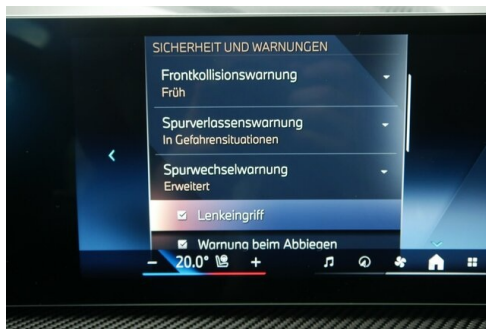 SICHERHEIT UND WARNUNGEN
Frontkollisionswarnung
Früh
Spurverlassenswarnung
In Gefahrensituationen
Spurwechselwarnung
Erweitert
Lenkeingriff
Warnung beim Abbiegen
− 20.0° +